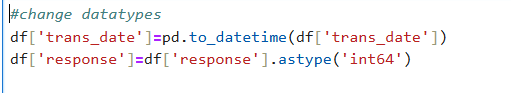 #change datatypes
df['trans_date']=pd.to_datetime(df['trans_date'])
df['response']=df['response'].astype('int64')